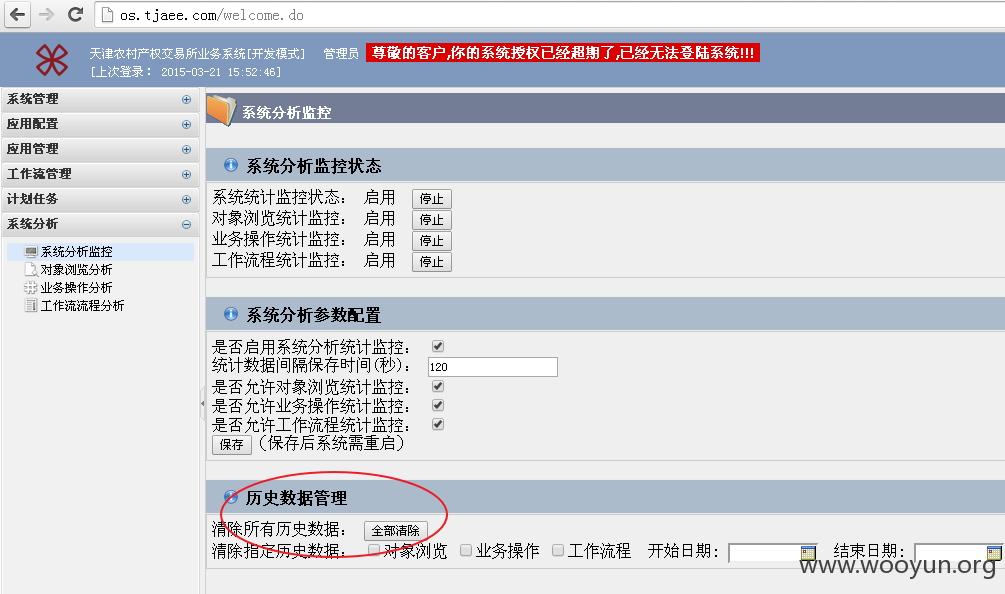 os.tjaee.com/welcome.do
天津农村产权交易所业务系统[开发模式] 管理员 尊敬的客户,你的系统授权已经超期了,已经无法登陆系统!!!
[上次登录: 2015-03-21 15:52:46]
系统管理
应用配置
应用管理
工作流管理
计划任务
系统分析
系统分析监控
对象浏览分析
业务操作分析
工作流流程分析
系统分析监控
系统分析监控状态
系统统计监控状态: 启用 停止
对象浏览统计监控: 启用 停止
业务操作统计监控: 启用 停止
工作流程统计监控: 启用 停止
系统分析参数配置
是否启用系统分析统计监控:
统计数据间隔保存时间(秒): 120
是否允许对象浏览统计监控:
是否允许业务操作统计监控:
是否允许工作流程统计监控:
保存 (保存后系统需重启)
历史数据管理
清除所有历史数据: 全部清除
清除指定历史数据: 对象浏览 业务操作 工作流程 开始日期: 结束日期:
www.wooyun.org